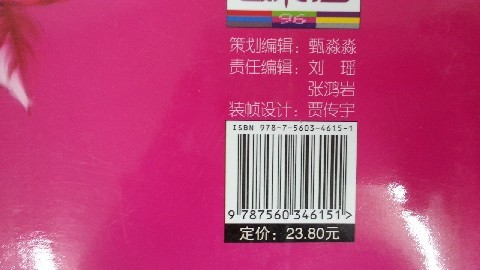 96
策划编辑：甄淼淼
责任编辑：刘 瑶
张鸿岩
装帧设计：贾传宇
ISBN 978-7-5603-4615-1
9 787560 346151>
定价：23.80元